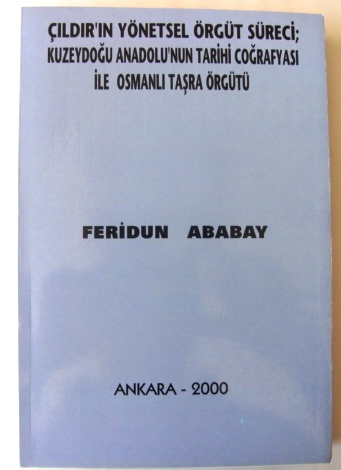 ÇILDIR'IN YÖNETSEL ÖRGÜT SÜRECİ;
KUZEYDOĞU ANADOLU'NUN TARİHİ COĞRAFYASI
İLE OSMANLI TAŞRA ÖRGÜTÜ
FERİDUN ABABAY
ANKARA - 2000